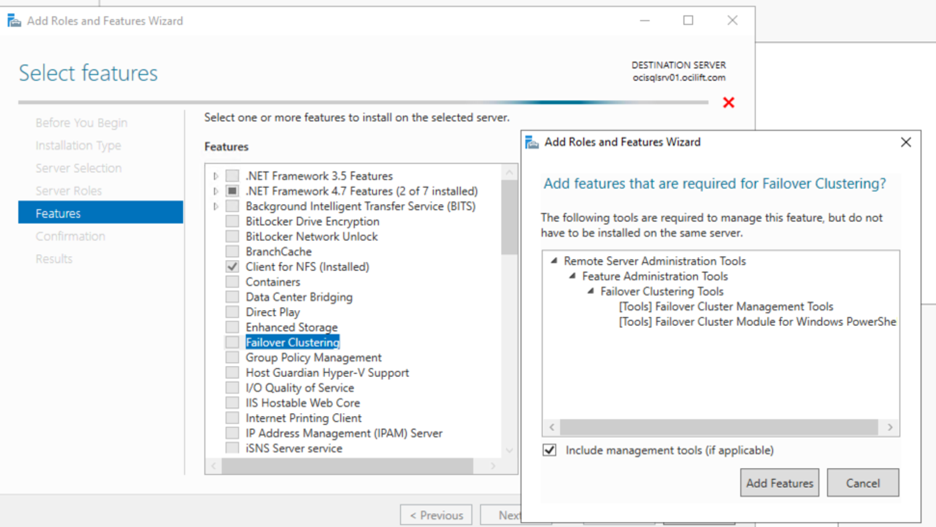 Add Roles and Features Wizard
Select features
DESTINATION SERVER
ocisqlsrv01.ocilift.com
Before You Begin
Installation Type
Server Selection
Server Roles
Features
Confirmation
Results
Select one or more features to install on the selected server.
Features
.NET Framework 3.5 Features
.NET Framework 4.7 Features (2 of 7 installed)
Background Intelligent Transfer Service (BITS)
BitLocker Drive Encryption
BitLocker Network Unlock
BranchCache
Client for NFS (Installed)
Containers
Data Center Bridging
Direct Play
Enhanced Storage
Failover Clustering
Group Policy Management
Host Guardian Hyper-V Support
I/O Quality of Service
IIS Hostable Web Core
Internet Printing Client
IP Address Management (IPAM) Server
iSNS Server service
< Previous
Next
Add Roles and Features Wizard
Add features that are required for Failover Clustering?
The following tools are required to manage this feature, but do not
have to be installed on the same server.
Remote Server Administration Tools
Feature Administration Tools
Failover Clustering Tools
[Tools] Failover Cluster Management Tools
[Tools] Failover Cluster Module for Windows PowerShe
Include management tools (if applicable)
Add Features
Cancel